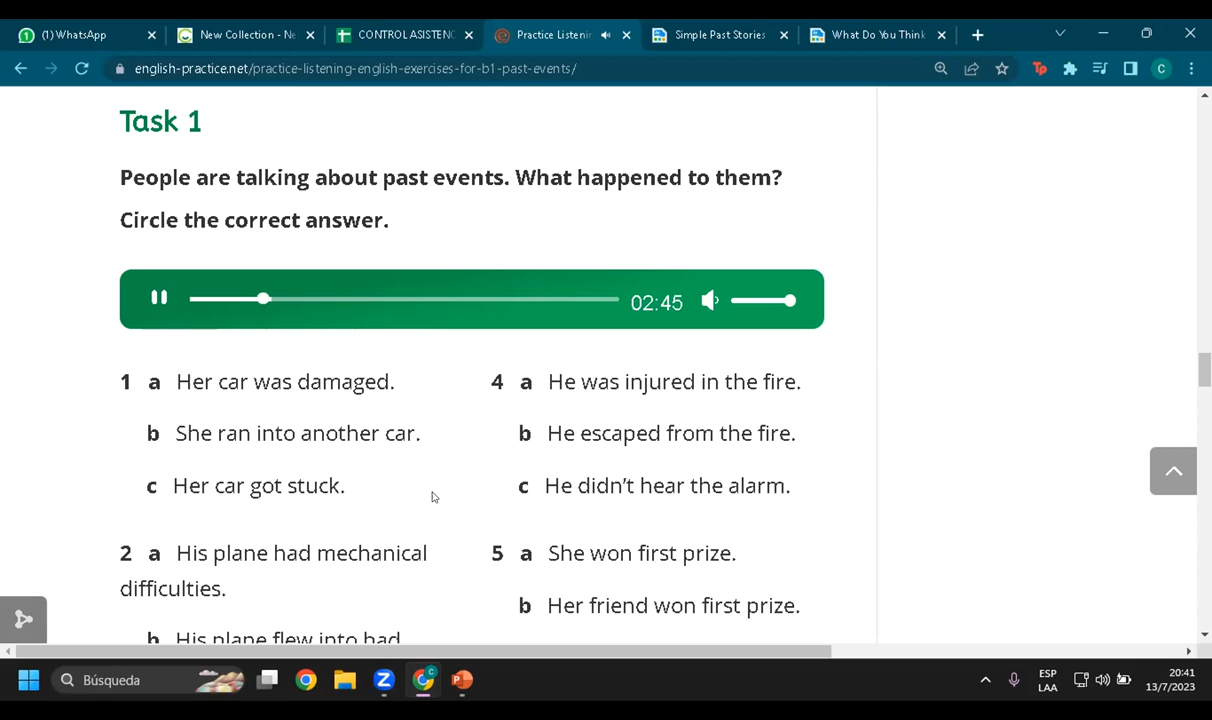 (1) WhatsApp
New Collection - Ne
CONTROL ASISTENC
Practice Listenin
Simple Past Stories
What Do You Think
english-practice.net/practice-listening-english-exercises-for-b1-past-events/
Task 1
People are talking about past events. What happened to them?
Circle the correct answer.
02:45
1 a Her car was damaged.
b She ran into another car.
c Her car got stuck.
2 a His plane had mechanical
difficulties.
b His plane flew into bad
4 a He was injured in the fire.
b He escaped from the fire.
c He didn't hear the alarm.
5 a She won first prize.
b Her friend won first prize.
Búsqueda
ESP
LAA
20:41
13/7/2023